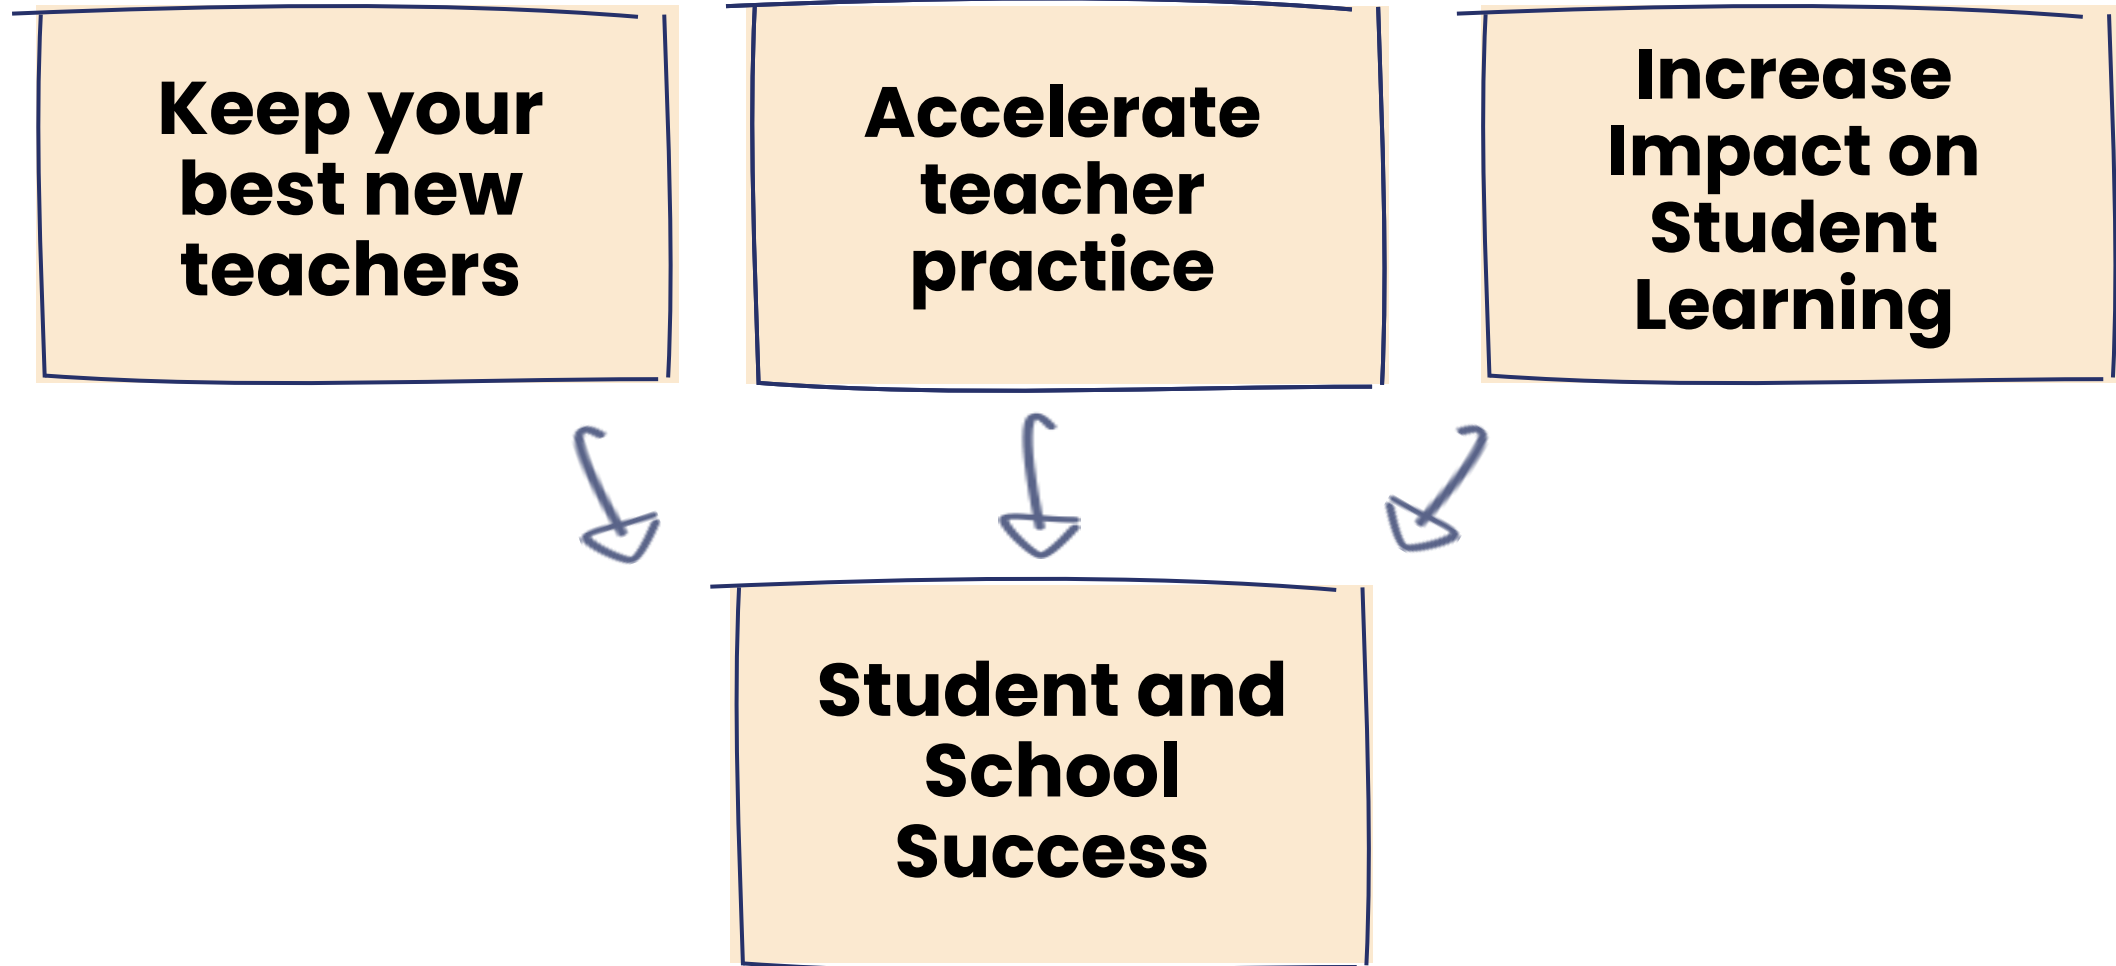 Keep your
best new
teachers
Accelerate
teacher
practice
Increase
Impact on
Student
Learning
Student and
School
Success